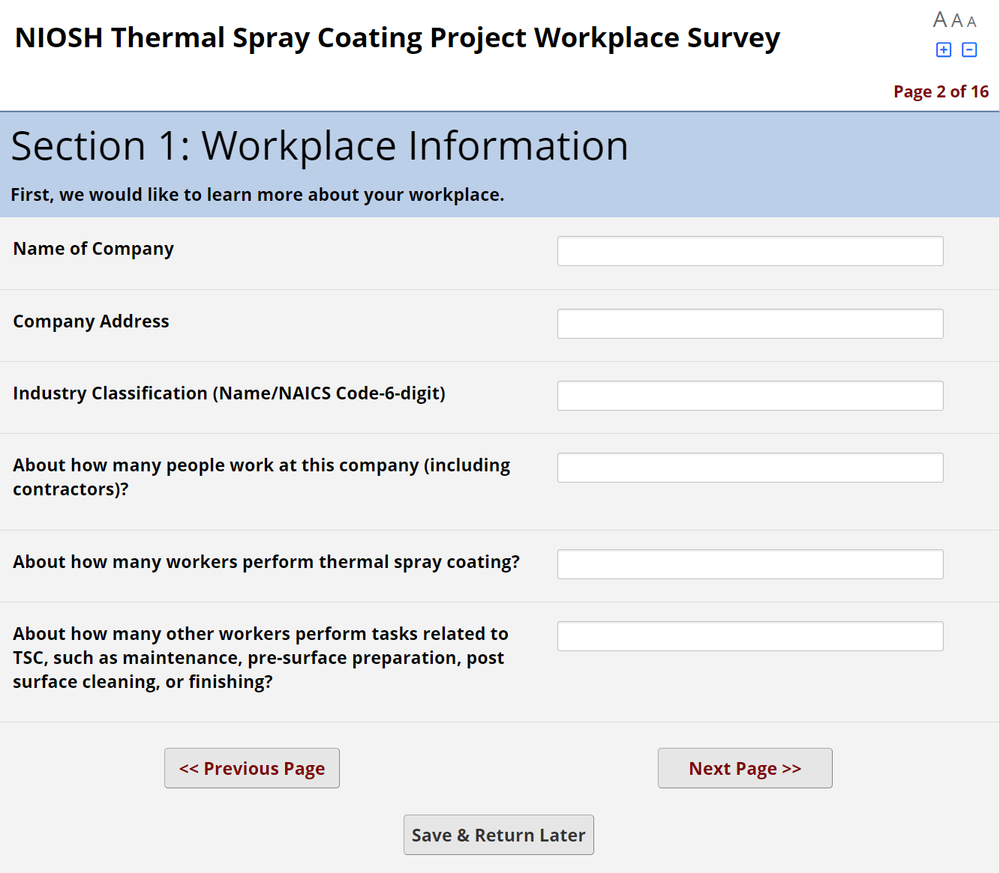 NIOSH Thermal Spray Coating Project Workplace Survey
A A A
Page 2 of 16
Section 1: Workplace Information
First, we would like to learn more about your workplace.
Name of Company
Company Address
Industry Classification (Name/NAICS Code-6-digit)
About how many people work at this company (including
contractors)?
About how many workers perform thermal spray coating?
About how many other workers perform tasks related to
TSC, such as maintenance, pre-surface preparation, post
surface cleaning, or finishing?
<< Previous Page
Next Page >>
Save & Return Later